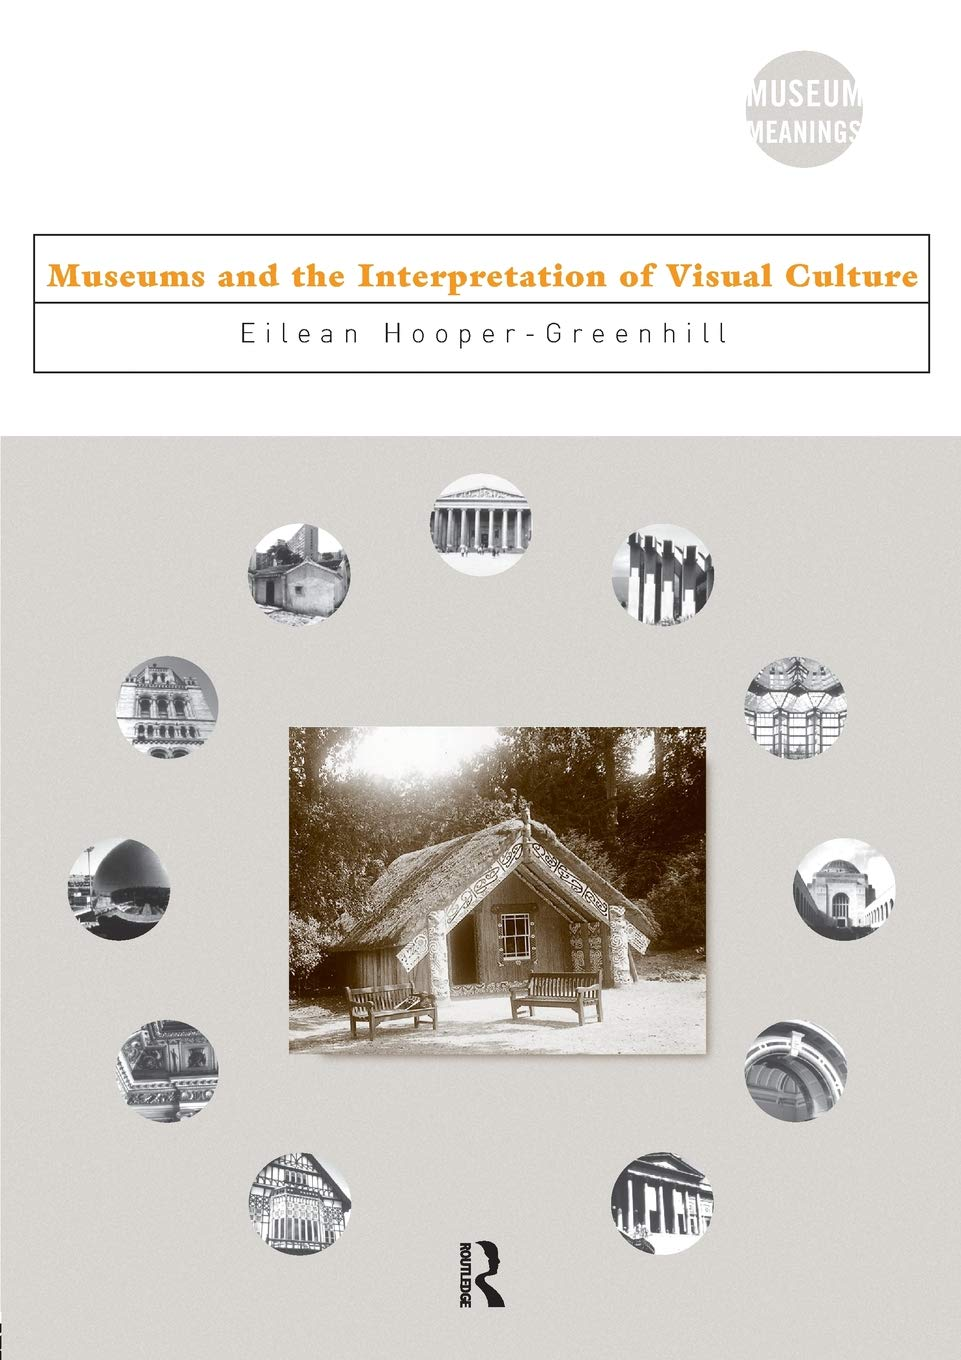 MUSEUM
MEANINGS
Museums and the Interpretation of Visual Culture
Eilean Hooper-Greenhill
ROUTLEDGE